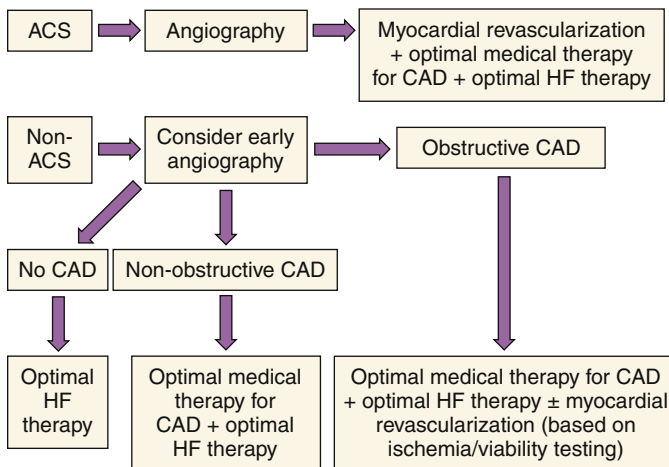 ACS
Angiography
Myocardial revascularization
+ optimal medical therapy
for CAD + optimal HF therapy
Non-
ACS
Consider early
angiography
Obstructive CAD
No CAD
Non-obstructive CAD
Optimal
HF
therapy
Optimal medical
therapy for
CAD + optimal
HF therapy
Optimal medical therapy for CAD
+ optimal HF therapy ± myocardial
revascularization (based on
ischemia/viability testing)